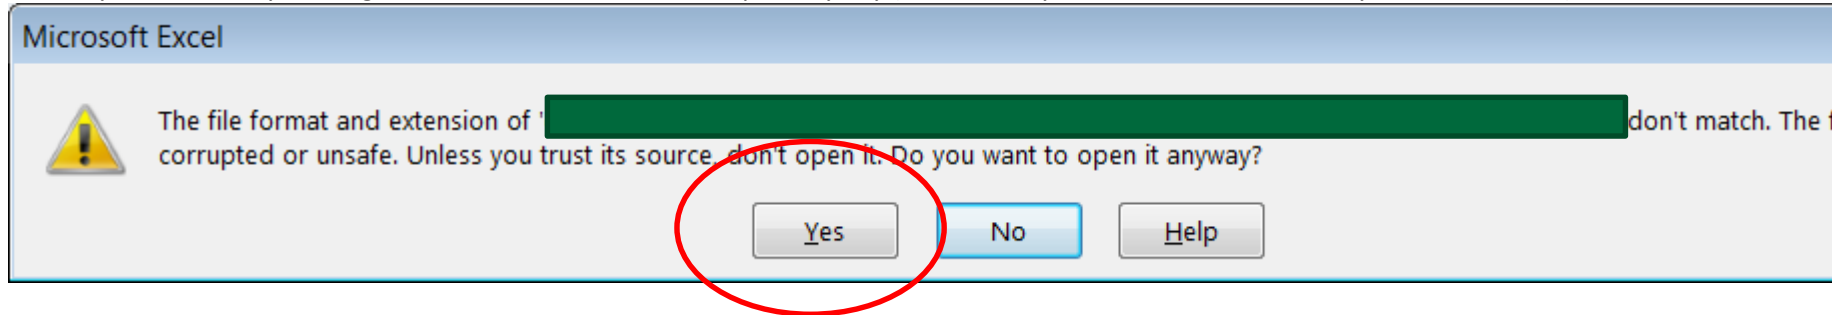 Microsoft Excel
The file format and extension of ' don't match. The
corrupted or unsafe. Unless you trust its source, don't open it. Do you want to open it anyway?
Yes No Help